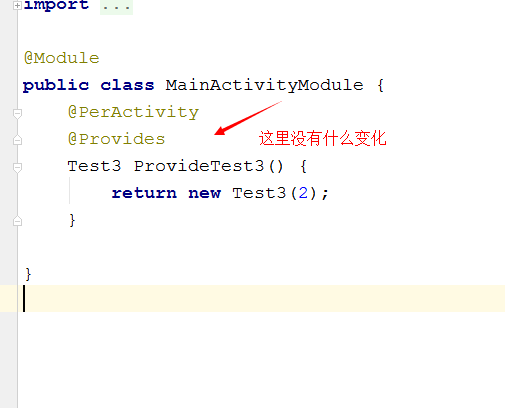 import ...
@Module
public class MainActivityModule {
@PerActivity
@Provides
这里没有什么变化
Test3 ProvideTest3() {
return new Test3(2);
}
}